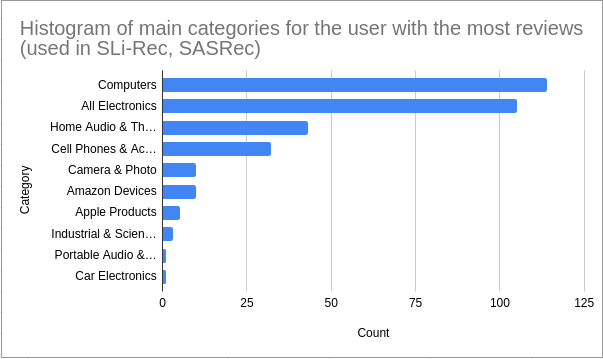 Histogram of main categories for the user with the most reviews
(used in SLi-Rec, SASRec)
Category
Computers
All Electronics
Home Audio & Th…
Cell Phones & Ac…
Camera & Photo
Amazon Devices
Apple Products
Industrial & Scien…
Portable Audio &…
Car Electronics
0 25 50 75 100 125
Count